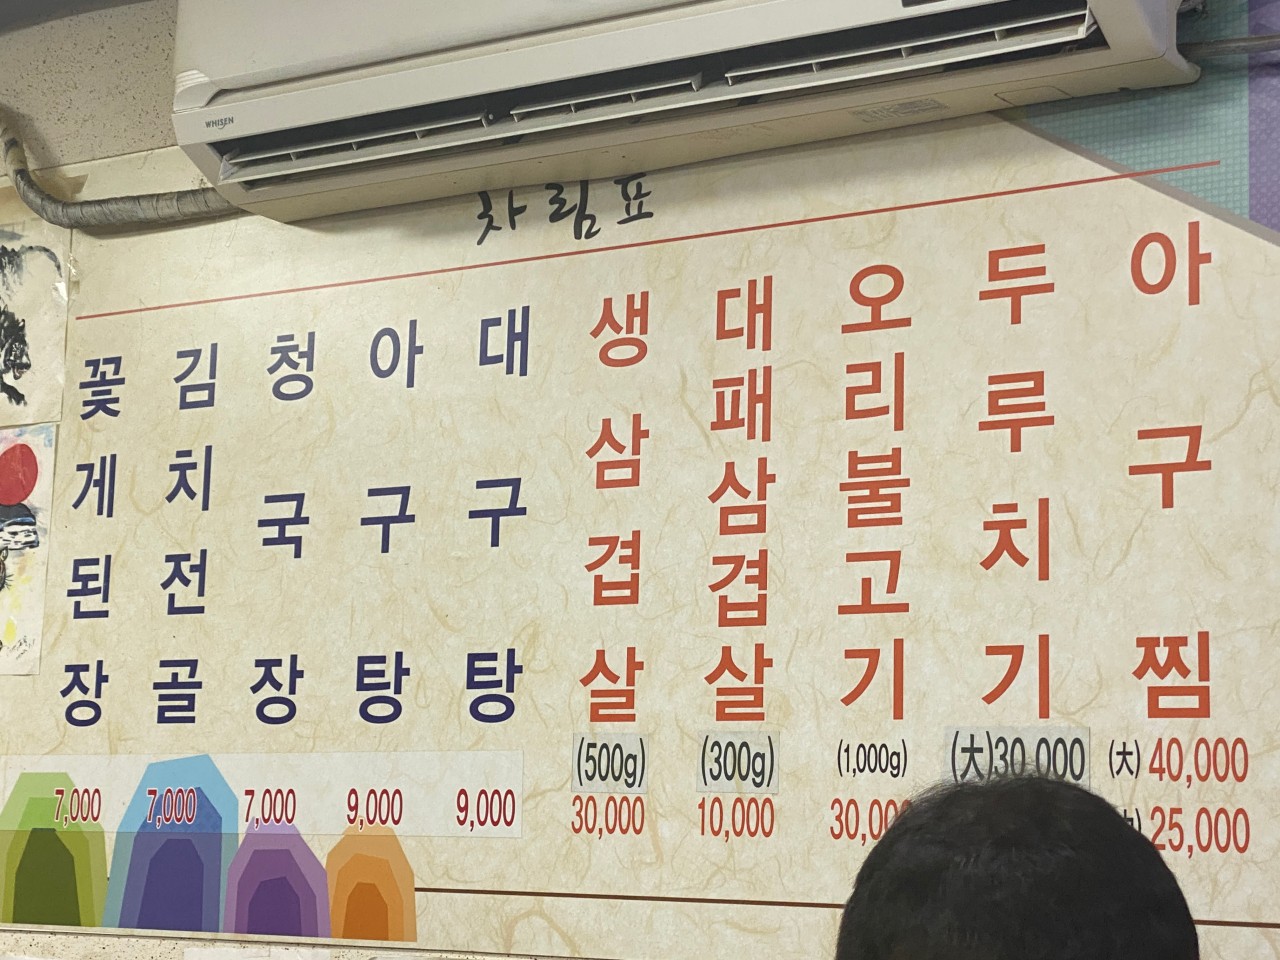 WHISEN
차림표
꽃게된장
7,000
김치전골
7,000
청국장
7,000
아구탕
9,000
대구탕
9,000
생삼겹살
(500g)
30,000
대패삼겹살
(300g)
10,000
오리불고기
(1,000g)
30,00
두루치기
(大)30,000
아구찜
(大) 40,000
25,000